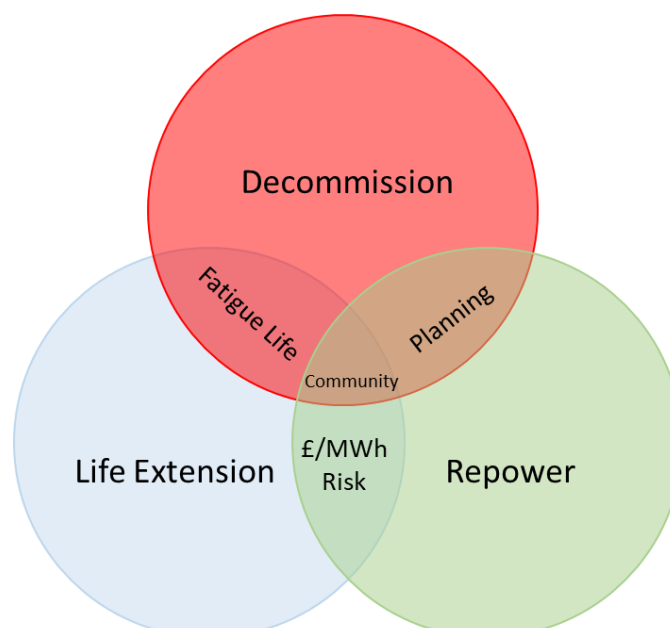 Decommission
Fatigue Life
Planning
Community
£/MWh
Risk
Life Extension
Repower